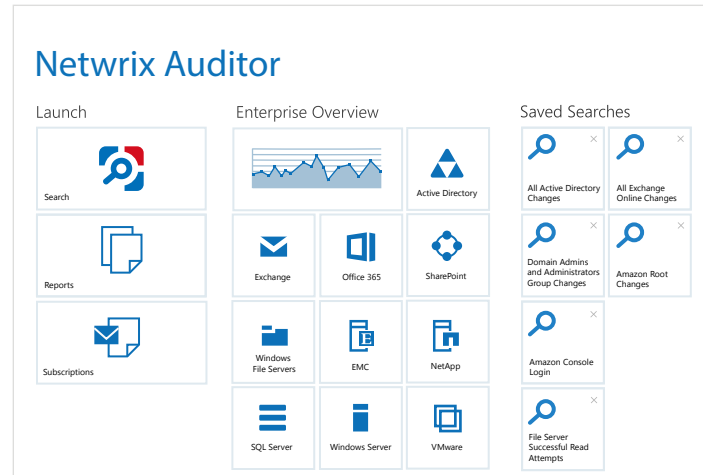 Netwrix Auditor
Launch
Search
Reports
Subscriptions
Enterprise Overview
Active Directory
Exchange
Office 365
SharePoint
Windows
File Servers
EMC
NetApp
SQL Server
Windows Server
VMware
Saved Searches
All Active Directory
Changes
All Exchange
Online Changes
Domain Admins
and Administrators
Group Changes
Amazon Root
Changes
Amazon Console
Login
File Server
Successful Read
Attempts